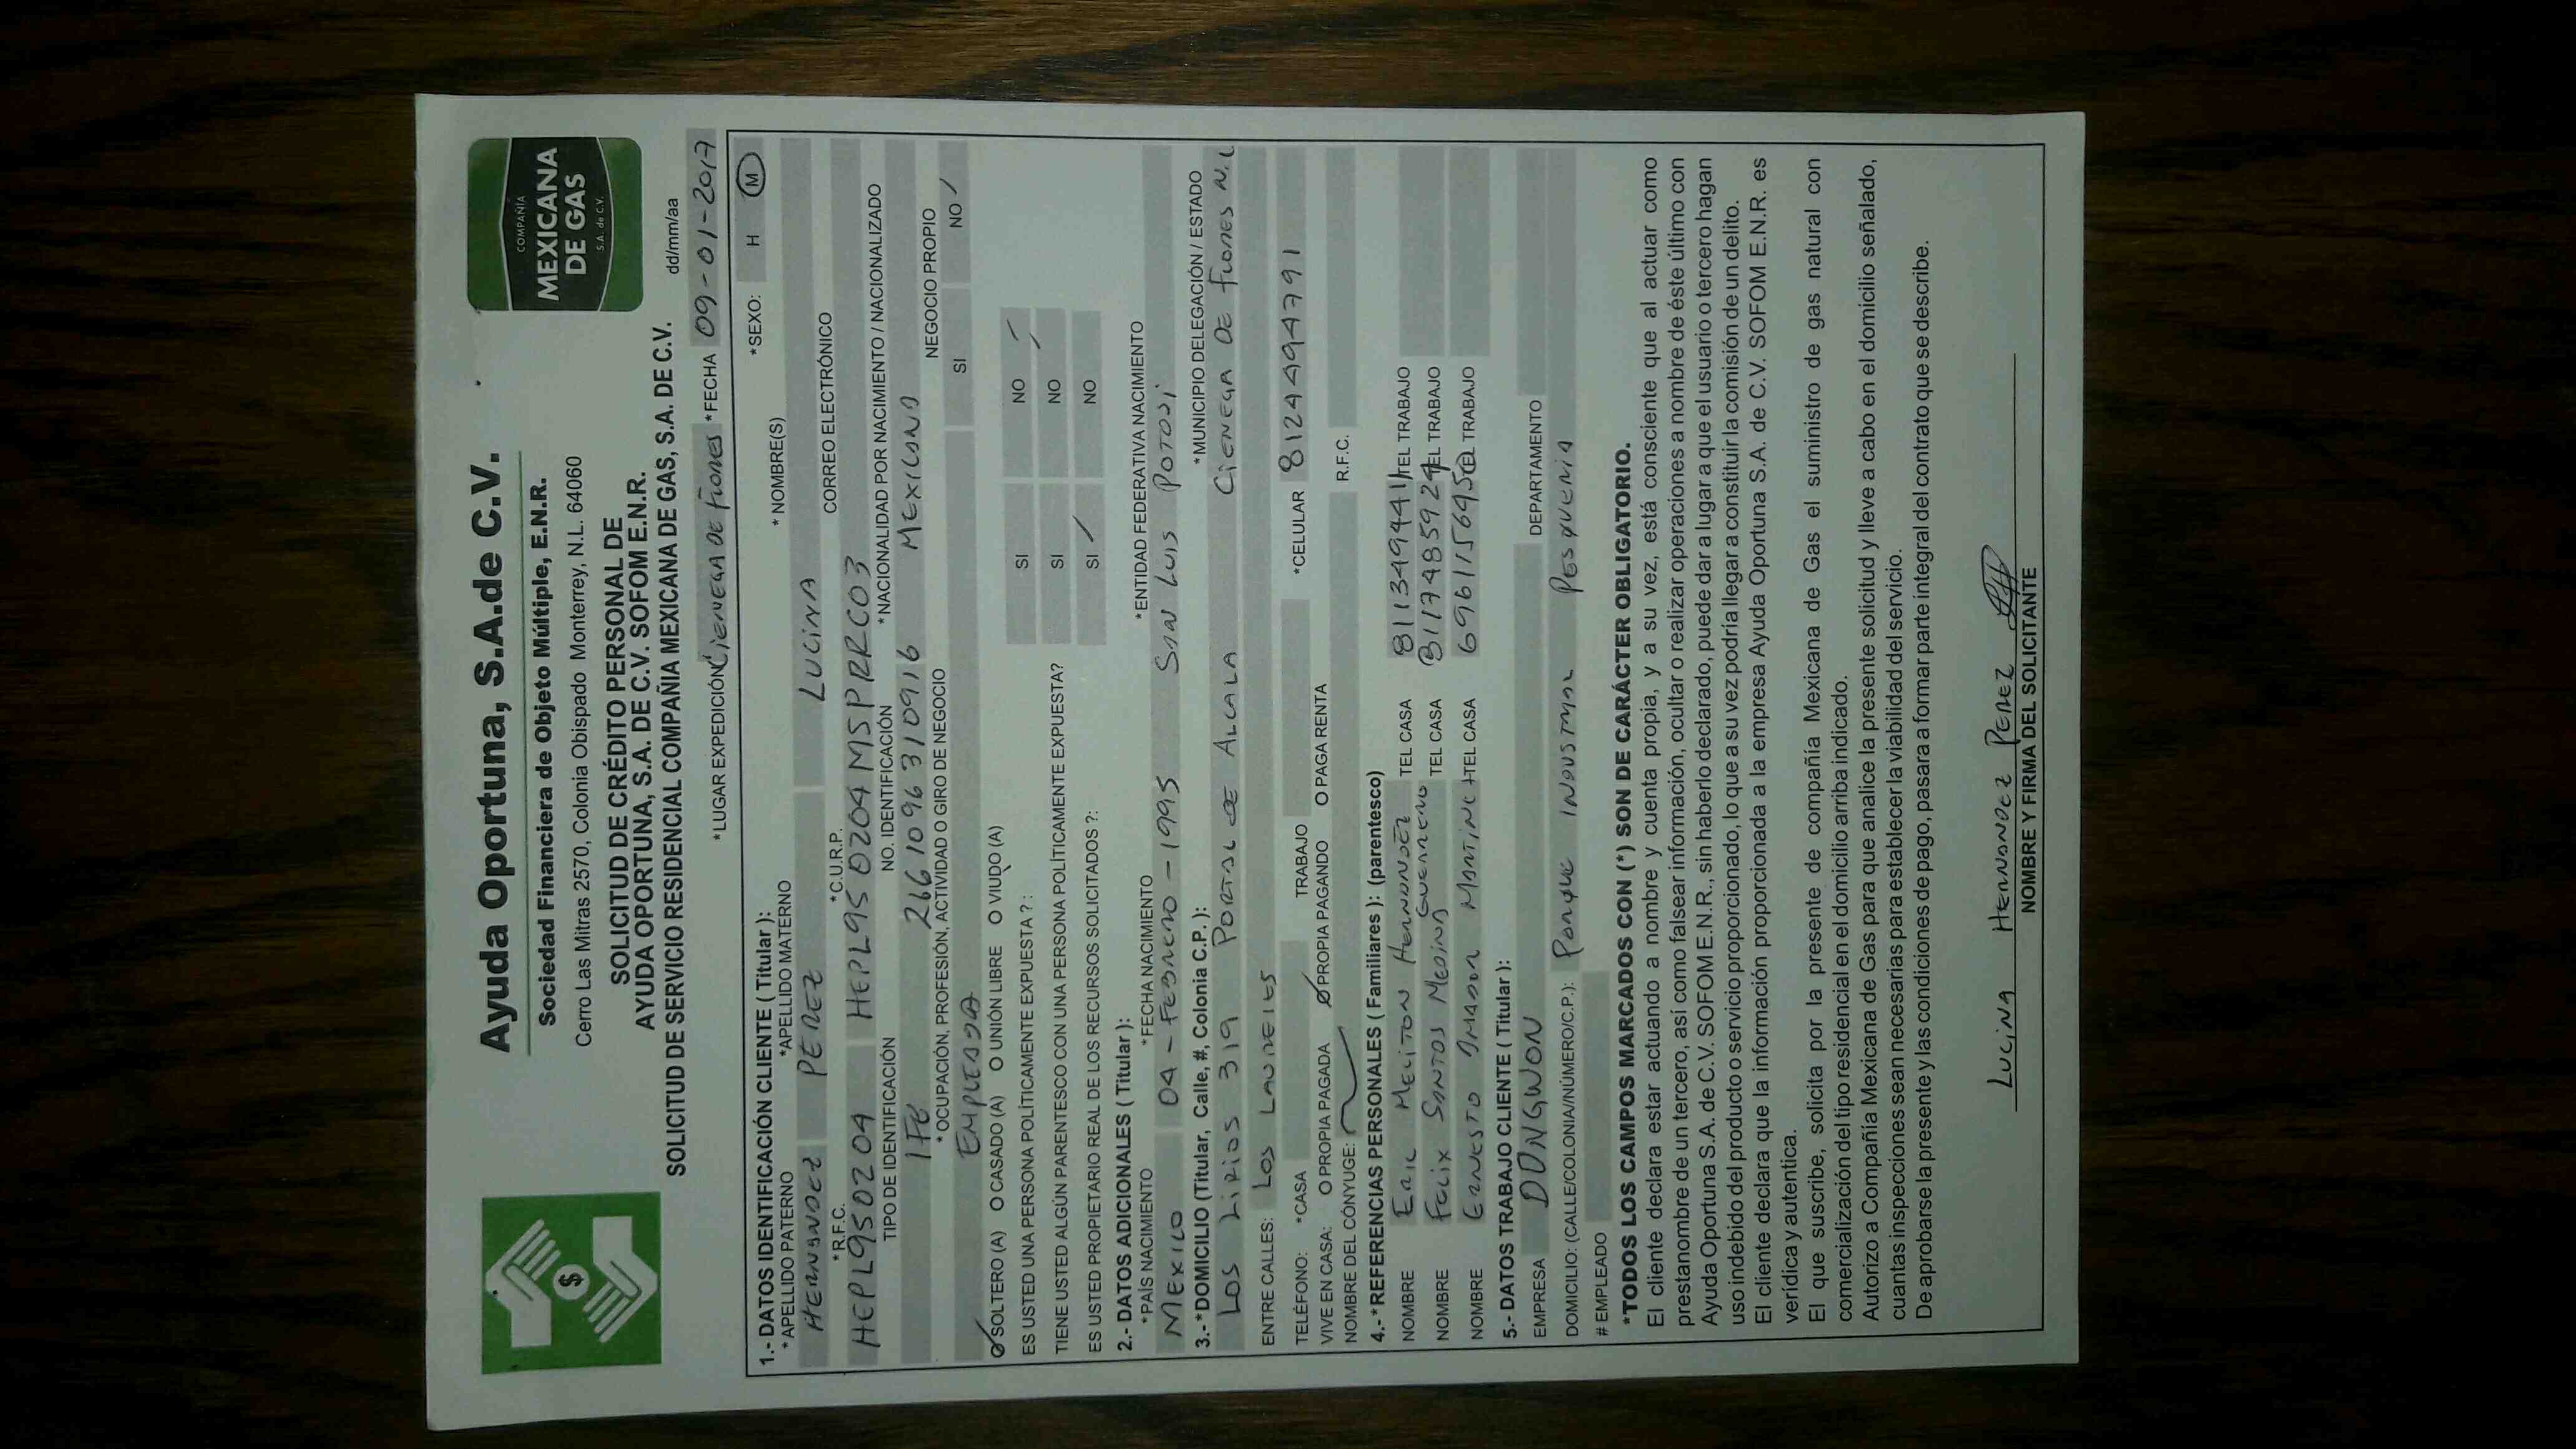 Ayuda Oportuna, S.A.de C.V.
Sociedad Financiera de Objeto Múltiple, E.N.R.
Cerro Las Mitras 2570, Colonia Obispado Monterrey, N.L. 64060
COMPAÑÍA
MEXICANA
DE GAS
S.A. de C.V.
$
SOLICITUD DE CRÉDITO PERSONAL DE
AYUDA OPORTUNA, S.A. DE C.V. SOFOM E.N.R.
SOLICITUD DE SERVICIO RESIDENCIAL COMPAÑIA MEXICANA DE GAS, S.A. DE C.V.
dd/mm/aa
*LUGAR EXPEDICIÓN CIENEGA DE Flones *FECHA 09-01-2017
1.- DATOS IDENTIFICACIÓN CLIENTE ( Titular ): *SEXO: H M
* APELLIDO PATERNO *APELLIDO MATERNO * NOMBRE(S)
HERNANDEZ PEREZ LUCINA
*R.F.C. *C.U.R.P. CORREO ELECTRÓNICO
HEPL950204 HEPL950204MSPRRC03
TIPO DE IDENTIFICACIÓN NO. IDENTIFICACIÓN *NACIONALIDAD POR NACIMIENTO / NACIONALIZADO
IFE 2161096310916 MEXICANA
*OCUPACIÓN, PROFESIÓN, ACTIVIDAD O GIRO DE NEGOCIO NEGOCIO PROPIO
EMPLEADA SI NO /
O SOLTERO (A) O CASADO (A) O UNIÓN LIBRE O VIUDO (A)
ES USTED UNA PERSONA POLÍTICAMENTE EXPUESTA ? : SI NO /
TIENE USTED ALGÚN PARENTESCO CON UNA PERSONA POLÍTICAMENTE EXPUESTA? SI NO /
ES USTED PROPIETARIO REAL DE LOS RECURSOS SOLICITADOS ?: SI / NO
2.- DATOS ADICIONALES ( Titular ):
*PAÍS NACIMIENTO *FECHA NACIMIENTO *ENTIDAD FEDERATIVA NACIMIENTO
MEXICO 04-FEBRERO-1995 SAN LUIS POTOSI
3.-*DOMICILIO (Titular, Calle, #, Colonia C.P. ): *MUNICIPIO DELEGACIÓN / ESTADO
LOS LIRIOS 319 PORTAL DE ALCALA CIENEGA DE Flones N.L
ENTRE CALLES: LOS LAURELES
TELÉFONO: *CASA TRABAJO *CELULAR 8124494791
VIVE EN CASA: O PROPIA PAGADA O PROPIA PAGANDO O PAGA RENTA
NOMBRE DEL CÓNYUGE: R.F.C.
4.-*REFERENCIAS PERSONALES ( Familiares ): (parentesco)
NOMBRE ERIC MELITON HERNANDEZ TEL CASA 8113494411 TEL TRABAJO
NOMBRE FELIX SANTOS MEDINA GUERRERO TEL CASA 8117485924 TEL TRABAJO
NOMBRE ERNESTO MARTINEZ TEL CASA TEL TRABAJO
5.- DATOS TRABAJO CLIENTE ( Titular ):
EMPRESA DONGWON DEPARTAMENTO
DOMICILIO: (CALLE/COLONIA/NÚMERO/C.P.): PARQUE INDUSTRIAL PESQUERIA
# EMPLEADO
*TODOS LOS CAMPOS MARCADOS CON (*) SON DE CARÁCTER OBLIGATORIO.
El cliente declara estar actuando a nombre y cuenta propia, y a su vez, está consciente que al actuar como
prestanombre de un tercero, así como falsear información, ocultar o realizar operaciones a nombre de éste último con
Ayuda Oportuna S.A. de C.V. SOFOM E.N.R., sin haberlo declarado, puede dar a lugar a que el usuario o tercero hagan
uso indebido del producto o servicio proporcionado, lo que a su vez podría llegar a constituir la comisión de un delito.
El cliente declara que la información proporcionada a la empresa Ayuda Oportuna S.A. de C.V. SOFOM E.N.R. es
verídica y autentica.
El que suscribe, solicita por la presente de compañía Mexicana de Gas el suministro de gas natural con
comercialización del tipo residencial en el domicilio arriba indicado.
Autorizo a Compañía Mexicana de Gas para que analice la presente solicitud y lleve a cabo en el domicilio señalado,
cuantas inspecciones sean necesarias para establecer la viabilidad del servicio.
De aprobarse la presente y las condiciones de pago, pasara a formar parte integral del contrato que se describe.
LUCINA HERNANDEZ PEREZ
NOMBRE Y FIRMA DEL SOLICITANTE